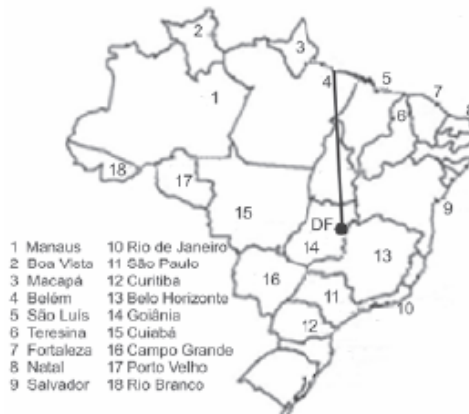 2
3
4
5
7
1
6
8
18
17
9
DF
15
14
13
16
11
10
12
1 Manaus 10 Rio de Janeiro
2 Boa Vista 11 São Paulo
3 Macapá 12 Curitiba
4 Belém 13 Belo Horizonte
5 São Luís 14 Goiânia
6 Teresina 15 Cuiabá
7 Fortaleza 16 Campo Grande
8 Natal 17 Porto Velho
9 Salvador 18 Rio Branco